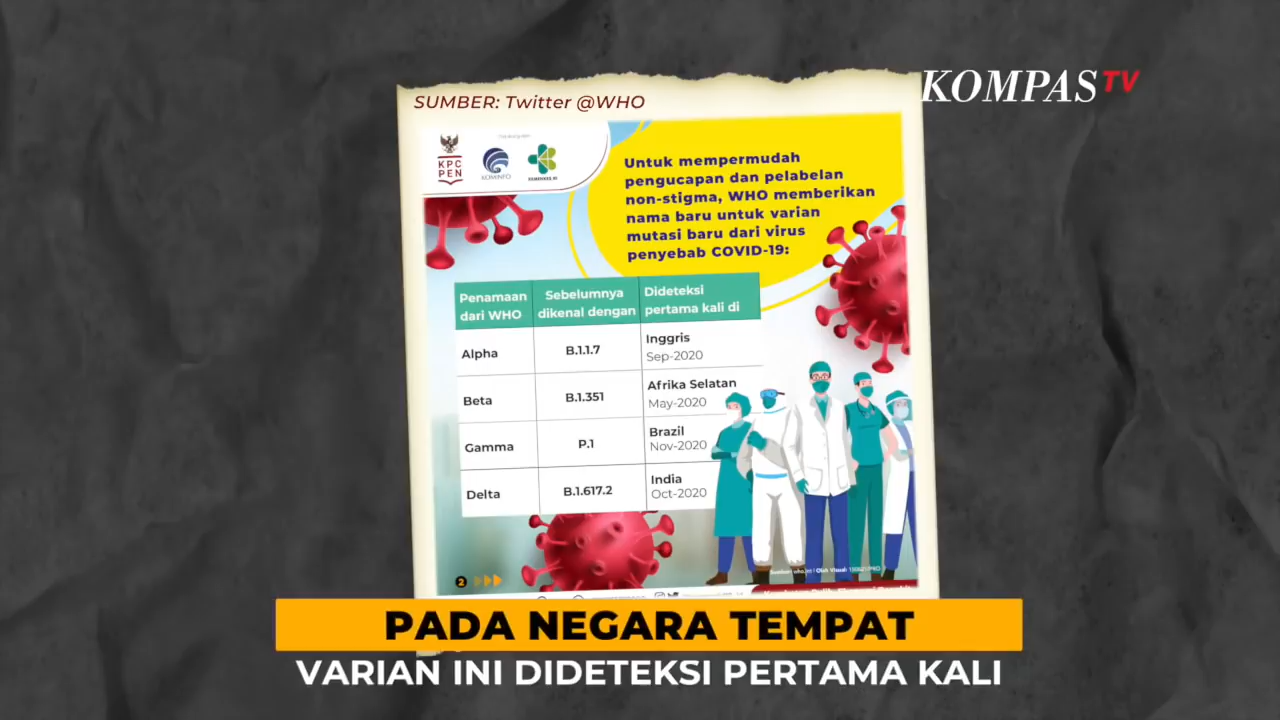 KOMPASTV
SUMBER: Twitter @WHO
KPC
PEN
KOMINFO
KEMENKES RI
Untuk mempermudah
pengucapan dan pelabelan
non-stigma, WHO memberikan
nama baru untuk varian
mutasi baru dari virus
penyebab COVID-19:
Penamaan dari WHO | Sebelumnya dikenal dengan | Dideteksi pertama kali di
Alpha B.1.1.7 Inggris
Sep-2020
Beta B.1.351 Afrika Selatan
May-2020
Gamma P.1 Brazil
Nov-2020
Delta B.1.617.2 India
Oct-2020
2
PADA NEGARA TEMPAT
VARIAN INI DIDETEKSI PERTAMA KALI